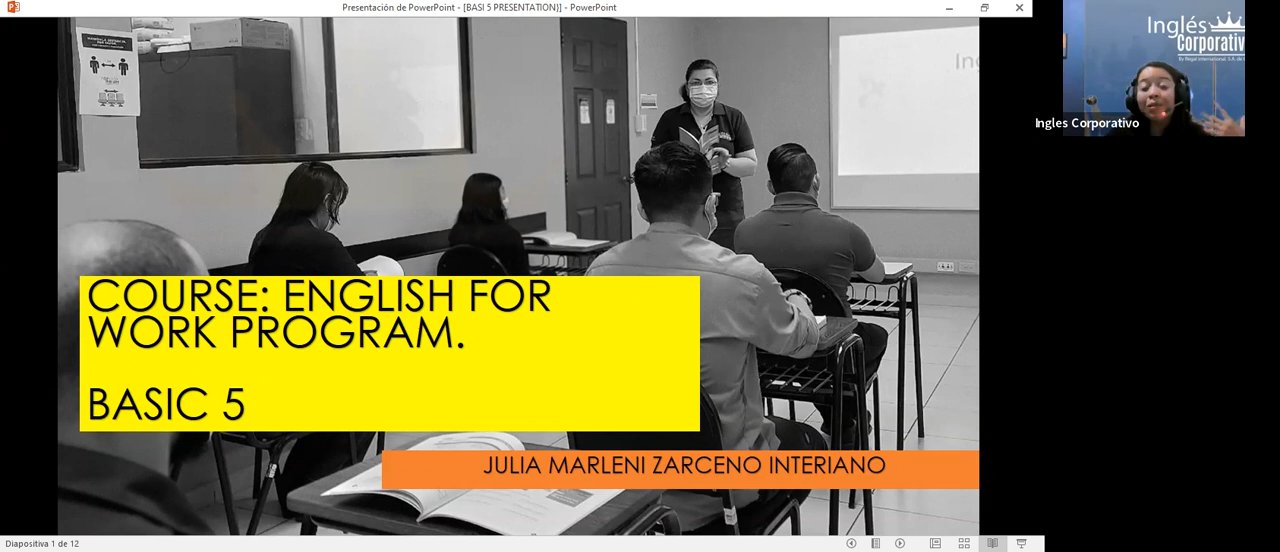 Presentación de PowerPoint - [BASI 5 PRESENTATION)] - PowerPoint
Inglés
Corporativ
Ingles Corporativo
COURSE: ENGLISH FOR
WORK PROGRAM.
BASIC 5
JULIA MARLENI ZARCENO INTERIANO
Diapositiva 1 de 12